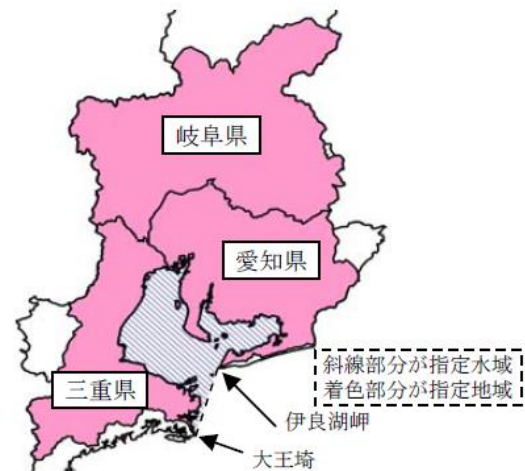 岐阜県
愛知県
三重県
斜線部分が指定水域
着色部分が指定地域
伊良湖岬
大王埼